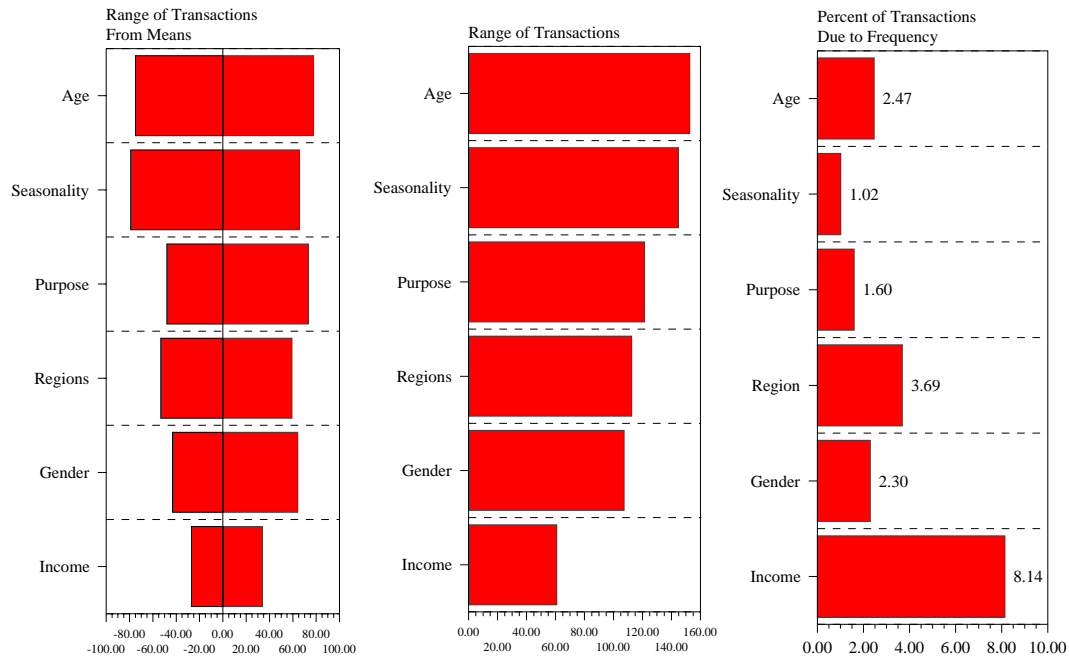 Range of Transactions
From Means
Age
Seasonality
Purpose
Regions
Gender
Income
-80.00 -40.00 0.00 40.00 80.00
-100.00 -60.00 -20.00 20.00 60.00 100.00
Range of Transactions
Age
Seasonality
Purpose
Regions
Gender
Income
0.00 40.00 80.00 120.00 160.00
20.00 60.00 100.00 140.00
Percent of Transactions
Due to Frequency
Age 2.47
Seasonality 1.02
Purpose 1.60
Region 3.69
Gender 2.30
Income 8.14
0.00 2.00 4.00 6.00 8.00 10.00